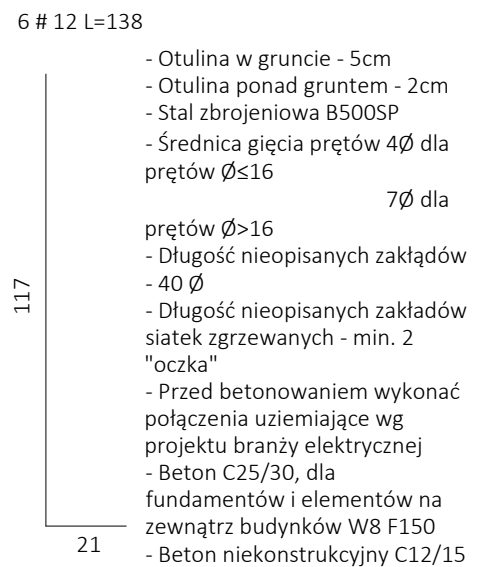 6 # 12 L=138
- Otulina w gruncie - 5cm
- Otulina ponad gruntem - 2cm
- Stal zbrojeniowa B500SP
- Średnica gięcia prętów 4Ø dla
prętów Ø≤16
7Ø dla
prętów Ø>16
- Długość nieopisanych zakłądów
- 40 Ø
- Długość nieopisanych zakładów
siatek zgrzewanych - min. 2
"oczka"
- Przed betonowaniem wykonać
połączenia uziemiające wg
projektu branży elektrycznej
- Beton C25/30, dla
fundamentów i elementów na
zewnątrz budynków W8 F150
- Beton niekonstrukcyjny C12/15
117
21